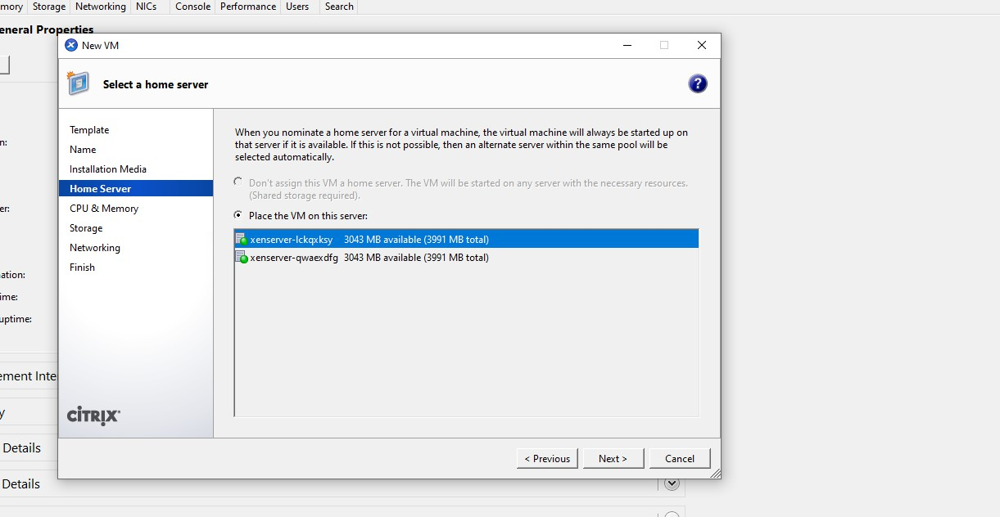 mory Storage Networking NICs Console Performance Users Search
eneral Properties
New VM
Select a home server
?
n:
er:
ation:
ime:
uptime:
ement Inte
y
Details
Details
Template
Name
Installation Media
Home Server
CPU & Memory
Storage
Networking
Finish
CİTRIX
When you nominate a home server for a virtual machine, the virtual machine will always be started up on
that server if it is available. If this is not possible, then an alternate server within the same pool will be
selected automatically.
Don't assign this VM a home server. The VM will be started on any server with the necessary resources.
(Shared storage required).
Place the VM on this server:
xenserver-lckqxksy 3043 MB available (3991 MB total)
xenserver-qwaexdfg 3043 MB available (3991 MB total)
< Previous Next > Cancel